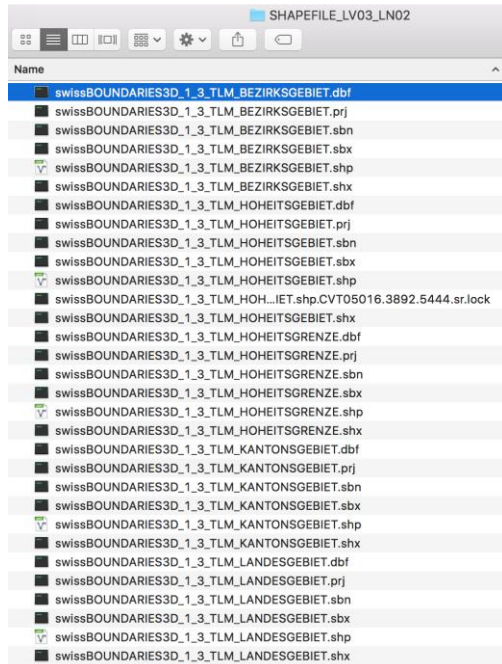 SHAPEFILE_LV03_LN02
Name
swissBOUNDARIES3D_1_3_TLM_BEZIRKSGEBIET.dbf
swissBOUNDARIES3D_1_3_TLM_BEZIRKSGEBIET.prj
swissBOUNDARIES3D_1_3_TLM_BEZIRKSGEBIET.sbn
swissBOUNDARIES3D_1_3_TLM_BEZIRKSGEBIET.sbx
swissBOUNDARIES3D_1_3_TLM_BEZIRKSGEBIET.shp
swissBOUNDARIES3D_1_3_TLM_BEZIRKSGEBIET.shx
swissBOUNDARIES3D_1_3_TLM_HOHEITSGEBIET.dbf
swissBOUNDARIES3D_1_3_TLM_HOHEITSGEBIET.prj
swissBOUNDARIES3D_1_3_TLM_HOHEITSGEBIET.sbn
swissBOUNDARIES3D_1_3_TLM_HOHEITSGEBIET.sbx
swissBOUNDARIES3D_1_3_TLM_HOHEITSGEBIET.shp
swissBOUNDARIES3D_1_3_TLM_HOH...IET.shp.CVT05016.3892.5444.sr.lock
swissBOUNDARIES3D_1_3_TLM_HOHEITSGEBIET.shx
swissBOUNDARIES3D_1_3_TLM_HOHEITSGRENZE.dbf
swissBOUNDARIES3D_1_3_TLM_HOHEITSGRENZE.prj
swissBOUNDARIES3D_1_3_TLM_HOHEITSGRENZE.sbn
swissBOUNDARIES3D_1_3_TLM_HOHEITSGRENZE.sbx
swissBOUNDARIES3D_1_3_TLM_HOHEITSGRENZE.shp
swissBOUNDARIES3D_1_3_TLM_HOHEITSGRENZE.shx
swissBOUNDARIES3D_1_3_TLM_KANTONSGEBIET.dbf
swissBOUNDARIES3D_1_3_TLM_KANTONSGEBIET.prj
swissBOUNDARIES3D_1_3_TLM_KANTONSGEBIET.sbn
swissBOUNDARIES3D_1_3_TLM_KANTONSGEBIET.sbx
swissBOUNDARIES3D_1_3_TLM_KANTONSGEBIET.shp
swissBOUNDARIES3D_1_3_TLM_KANTONSGEBIET.shx
swissBOUNDARIES3D_1_3_TLM_LANDESGEBIET.dbf
swissBOUNDARIES3D_1_3_TLM_LANDESGEBIET.prj
swissBOUNDARIES3D_1_3_TLM_LANDESGEBIET.sbn
swissBOUNDARIES3D_1_3_TLM_LANDESGEBIET.sbx
swissBOUNDARIES3D_1_3_TLM_LANDESGEBIET.shp
swissBOUNDARIES3D_1_3_TLM_LANDESGEBIET.shx